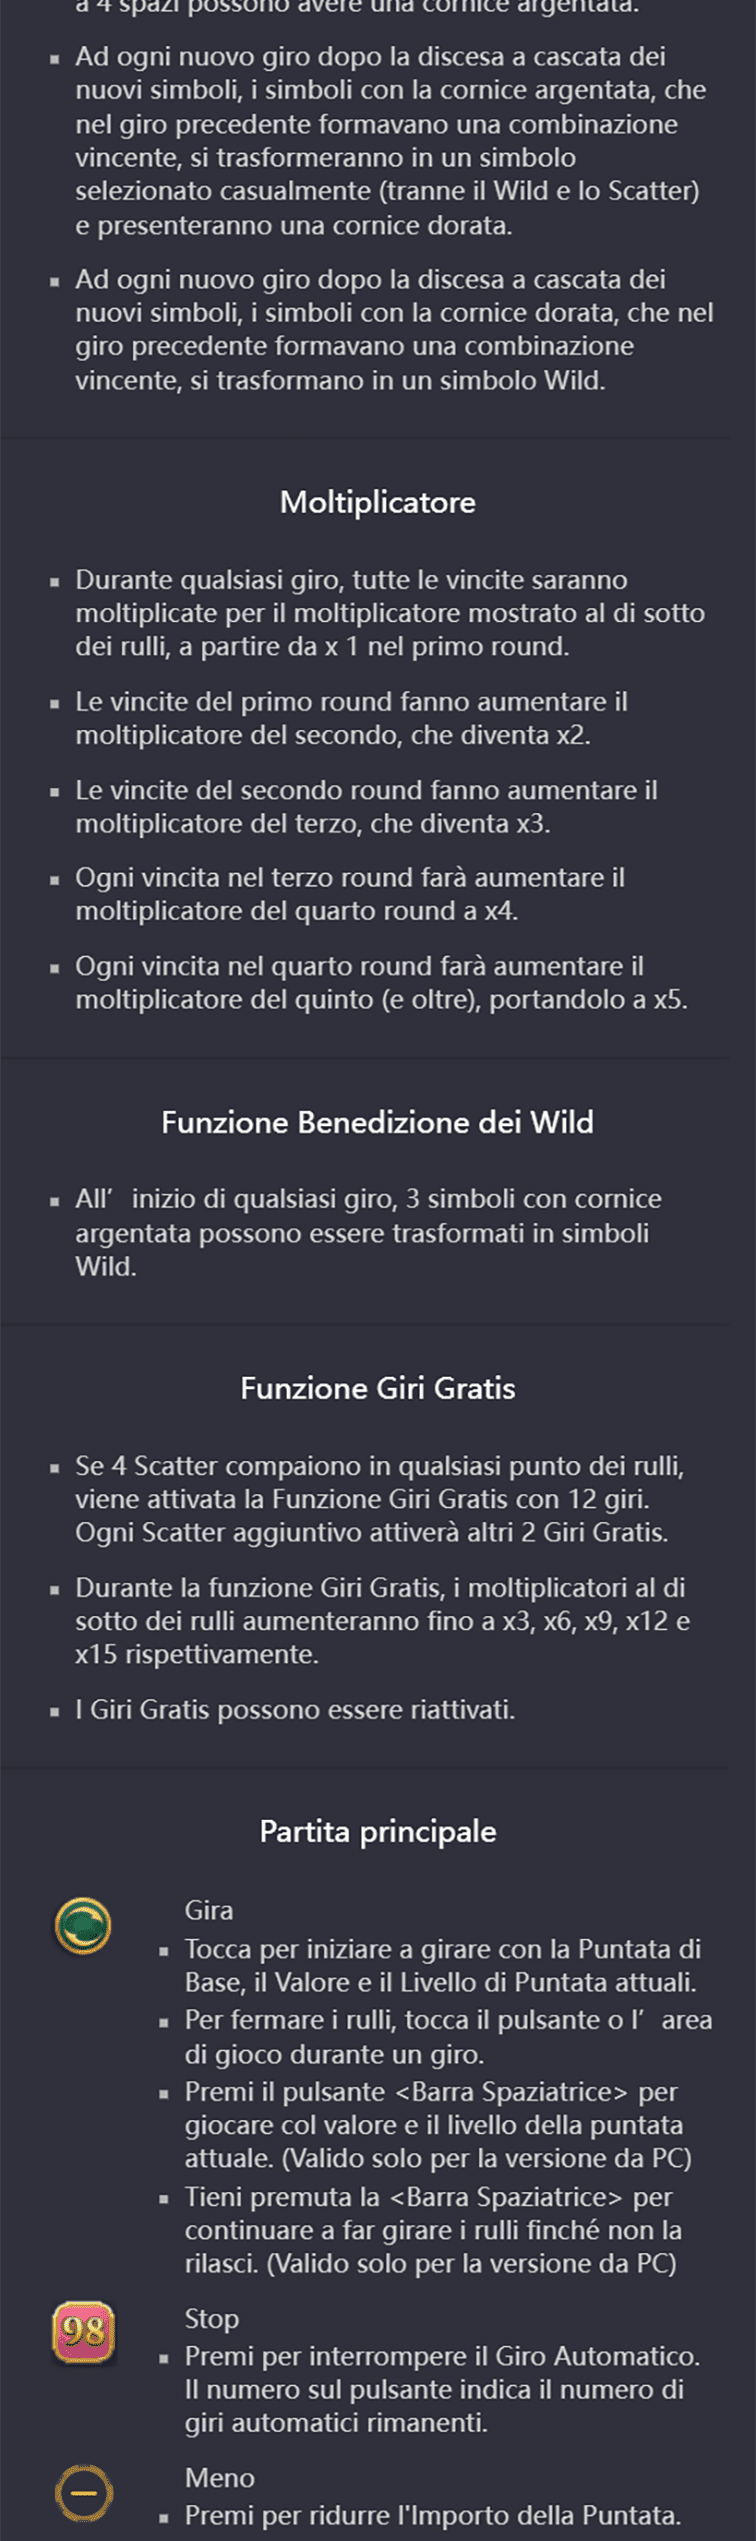 a 4 spazi possono avere una cornice argentata.
Ad ogni nuovo giro dopo la discesa a cascata dei
nuovi simboli, i simboli con la cornice argentata, che
nel giro precedente formavano una combinazione
vincente, si trasformeranno in un simbolo
selezionato casualmente (tranne il Wild e lo Scatter)
e presenteranno una cornice dorata.
Ad ogni nuovo giro dopo la discesa a cascata dei
nuovi simboli, i simboli con la cornice dorata, che nel
giro precedente formavano una combinazione
vincente, si trasformano in un simbolo Wild.
Moltiplicatore
Durante qualsiasi giro, tutte le vincite saranno
moltiplicate per il moltiplicatore mostrato al di sotto
dei rulli, a partire da x 1 nel primo round.
Le vincite del primo round fanno aumentare il
moltiplicatore del secondo, che diventa x2.
Le vincite del secondo round fanno aumentare il
moltiplicatore del terzo, che diventa x3.
Ogni vincita nel terzo round farà aumentare il
moltiplicatore del quarto round a x4.
Ogni vincita nel quarto round farà aumentare il
moltiplicatore del quinto (e oltre), portandolo a x5.
Funzione Benedizione dei Wild
All’ inizio di qualsiasi giro, 3 simboli con cornice
argentata possono essere trasformati in simboli
Wild.
Funzione Giri Gratis
Se 4 Scatter compaiono in qualsiasi punto dei rulli,
viene attivata la Funzione Giri Gratis con 12 giri.
Ogni Scatter aggiuntivo attiverà altri 2 Giri Gratis.
Durante la funzione Giri Gratis, i moltiplicatori al di
sotto dei rulli aumenteranno fino a x3, x6, x9, x12 e
x15 rispettivamente.
I Giri Gratis possono essere riattivati.
Partita principale
Gira
Tocca per iniziare a girare con la Puntata di
Base, il Valore e il Livello di Puntata attuali.
Per fermare i rulli, tocca il pulsante o l’ area
di gioco durante un giro.
Premi il pulsante <Barra Spaziatrice> per
giocare col valore e il livello della puntata
attuale. (Valido solo per la versione da PC)
Tieni premuta la <Barra Spaziatrice> per
continuare a far girare i rulli finché non la
rilasci. (Valido solo per la versione da PC)
98
Stop
Premi per interrompere il Giro Automatico.
Il numero sul pulsante indica il numero di
giri automatici rimanenti.
Meno
Premi per ridurre l'Importo della Puntata.